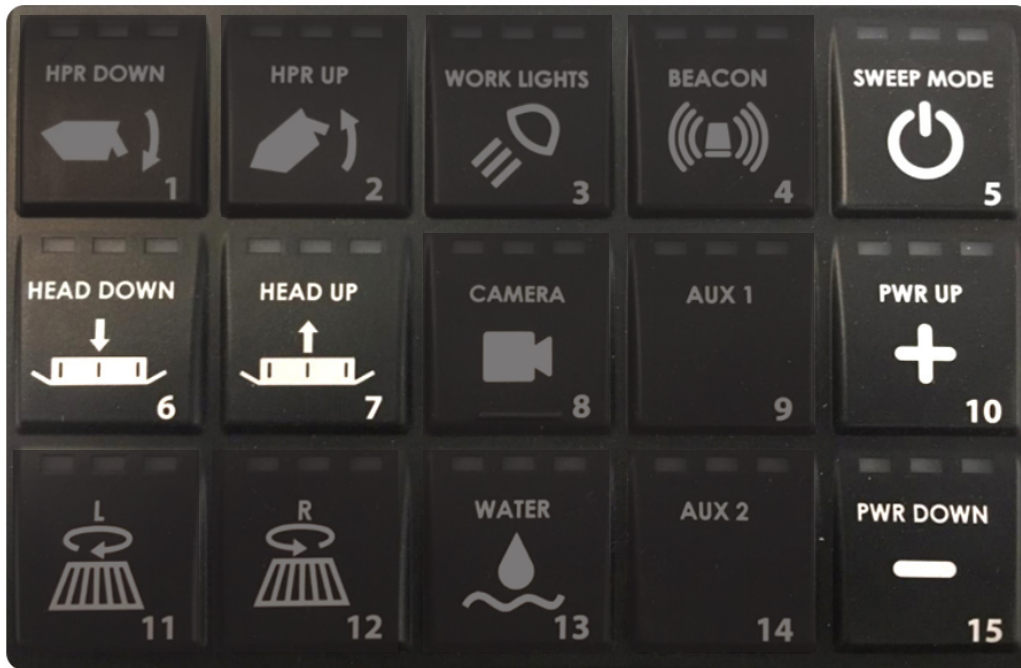 HPR DOWN
1
HPR UP
2
WORK LIGHTS
3
BEACON
4
SWEEP MODE
5
HEAD DOWN
6
HEAD UP
7
CAMERA
8
AUX 1
9
PWR UP
10
L
11
R
12
WATER
13
AUX 2
14
PWR DOWN
15